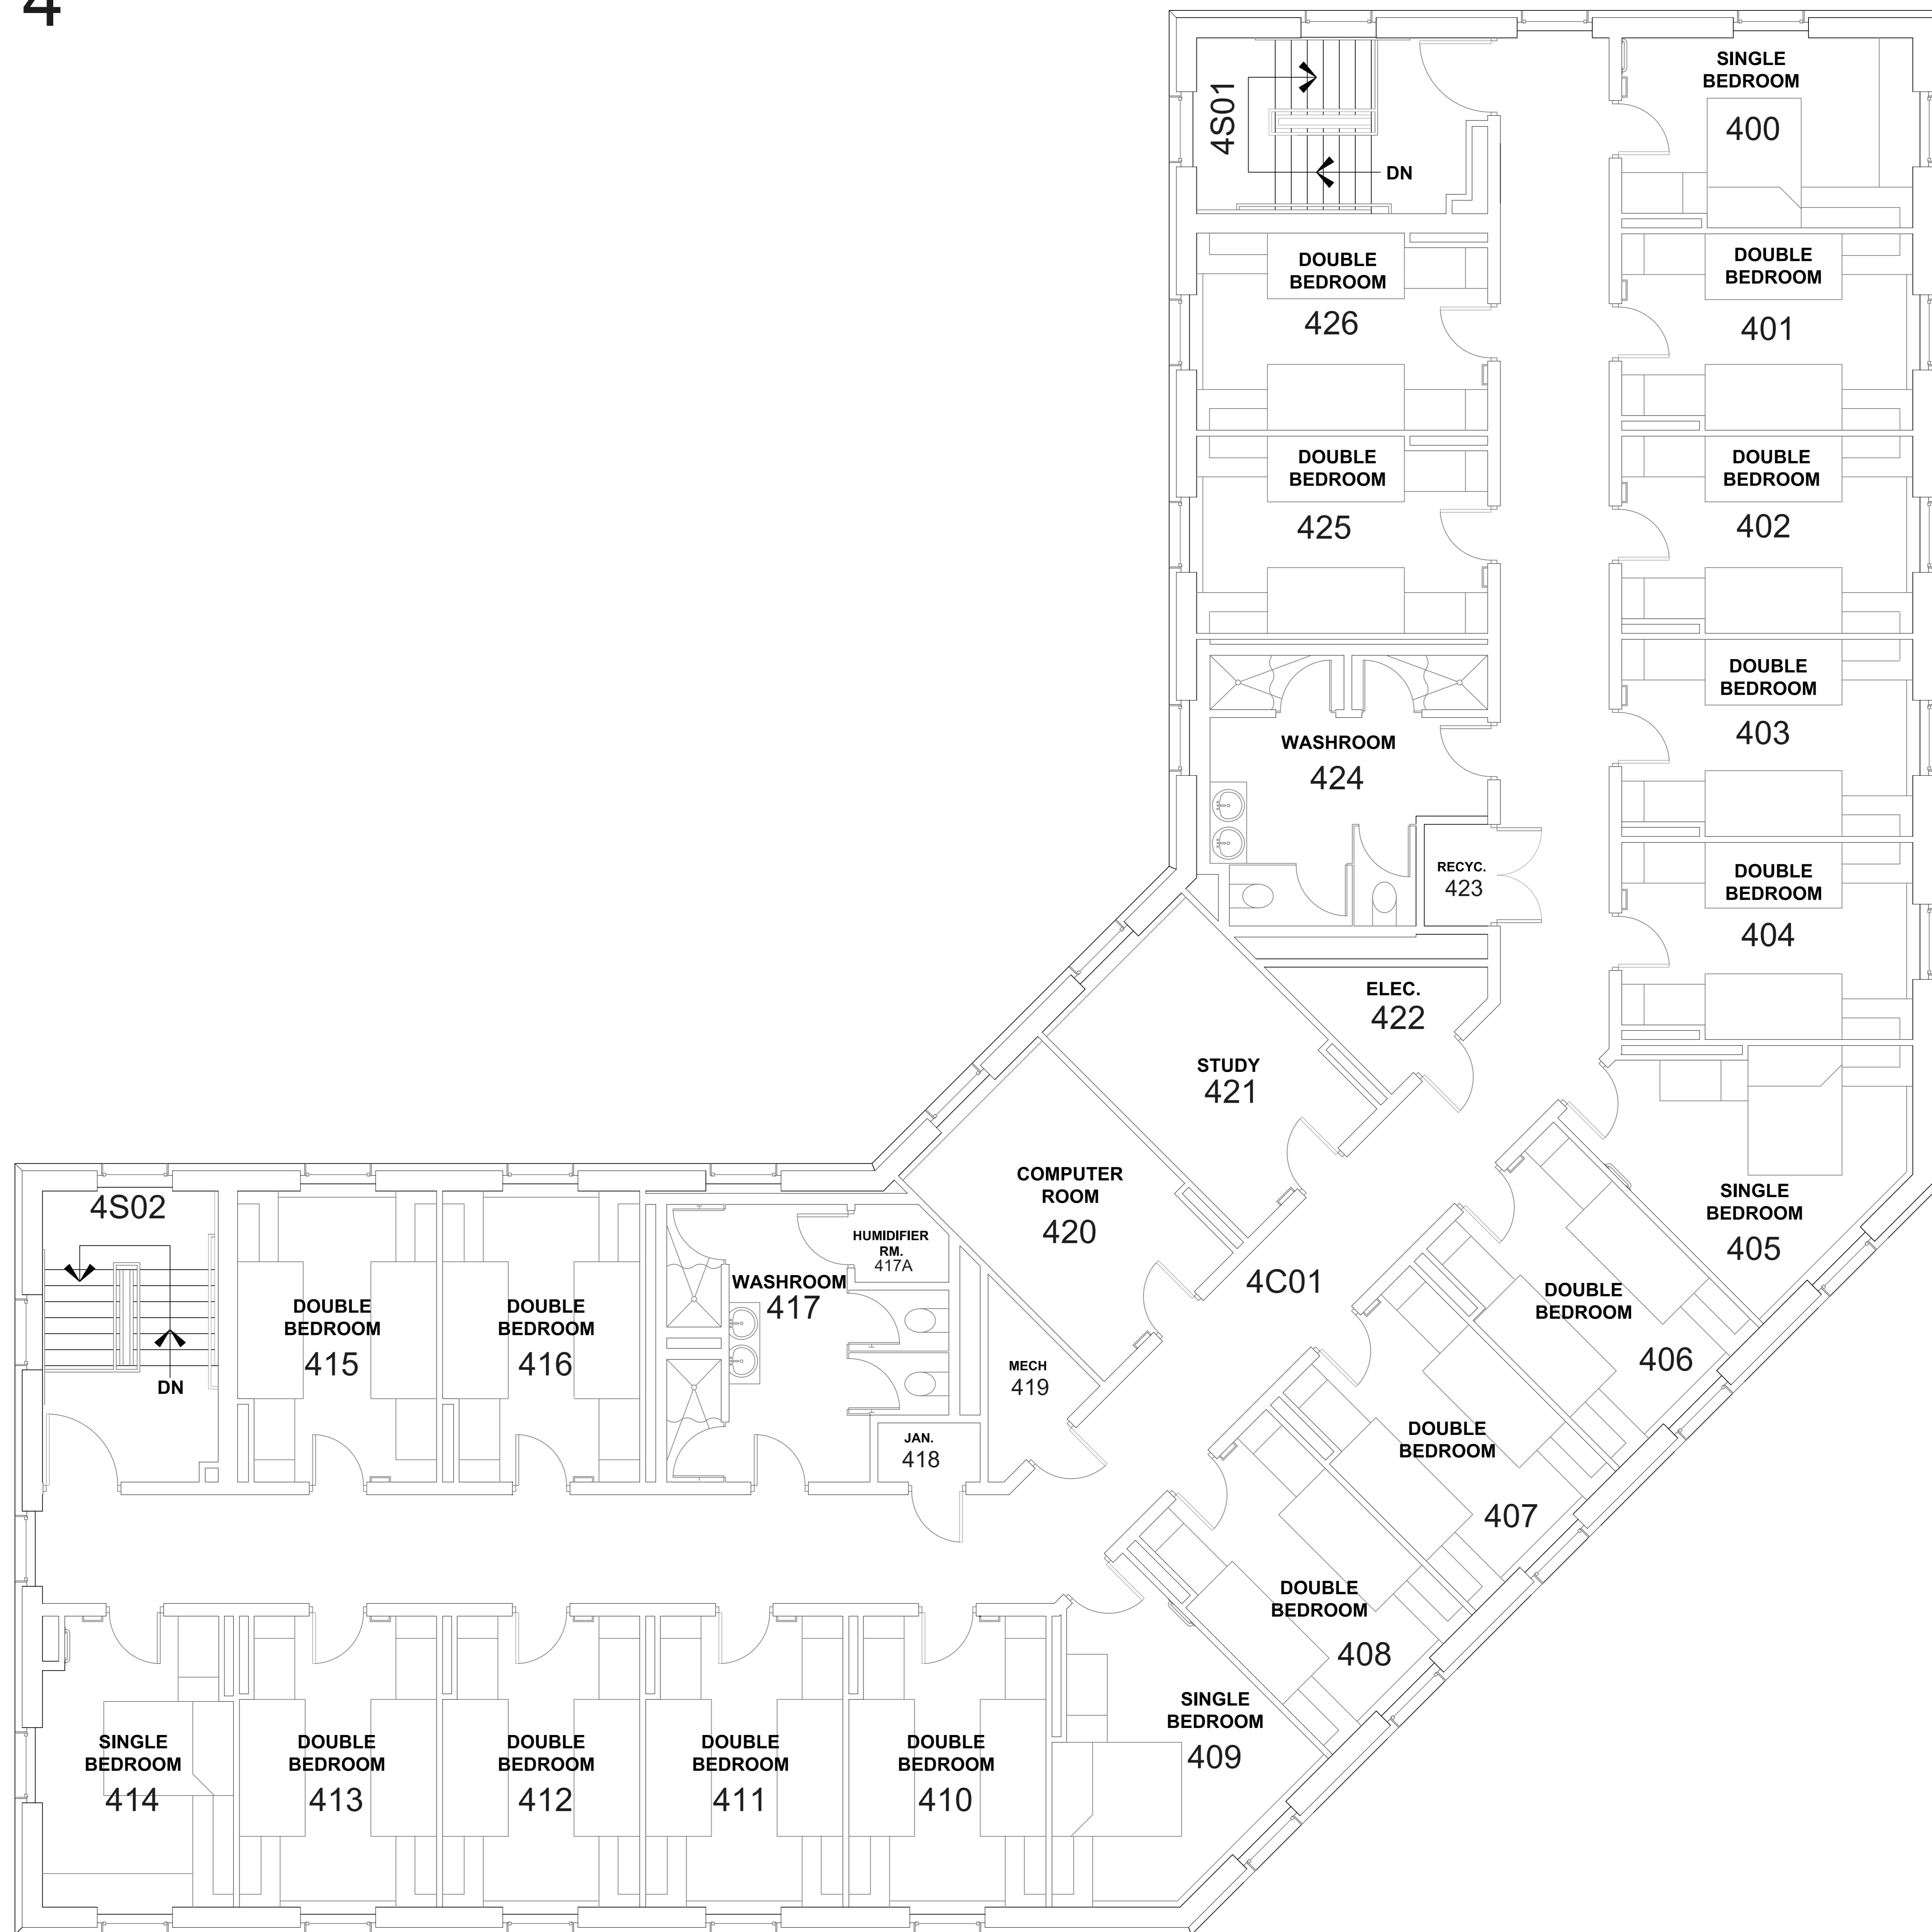 4
4S01
DN
SINGLE
BEDROOM
400
DOUBLE
BEDROOM
426
DOUBLE
BEDROOM
401
DOUBLE
BEDROOM
425
DOUBLE
BEDROOM
402
WASHROOM
424
DOUBLE
BEDROOM
403
RECYC.
423
DOUBLE
BEDROOM
404
ELEC.
422
STUDY
421
COMPUTER
ROOM
420
SINGLE
BEDROOM
405
4C01
DOUBLE
BEDROOM
406
4S02
DN
DOUBLE
BEDROOM
415
DOUBLE
BEDROOM
416
WASHROOM
417
HUMIDIFIER
RM.
417A
MECH
419
JAN.
418
DOUBLE
BEDROOM
407
DOUBLE
BEDROOM
408
SINGLE
BEDROOM
409
SINGLE
BEDROOM
414
DOUBLE
BEDROOM
413
DOUBLE
BEDROOM
412
DOUBLE
BEDROOM
411
DOUBLE
BEDROOM
410